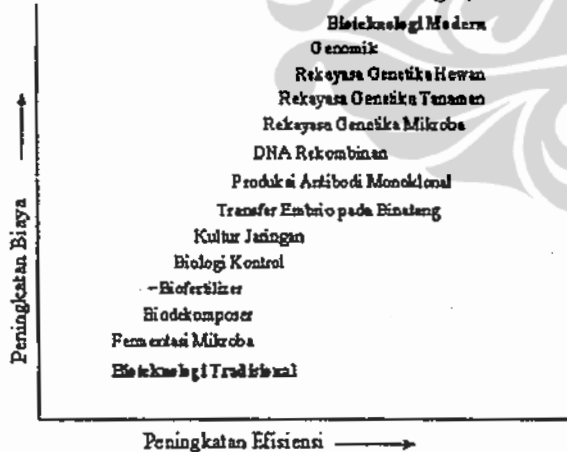 Bioteknologi Modern
Genomik
Rekayasa Genetika Hewan
Rekayasa Genetika Tanaman
Rekayasa Genetika Mikroba
DNA Rekombinan
Produksi Antibodi Monoklonal
Transfer Embrio pada Binatang
Kultur Jaringan
Biologi Kontrol
-Biofertilizer
Biodekomposer
Fermentasi Mikroba
Bioteknologi Tradisional
Peningkatan Biaya
Peningkatan Efisiensi